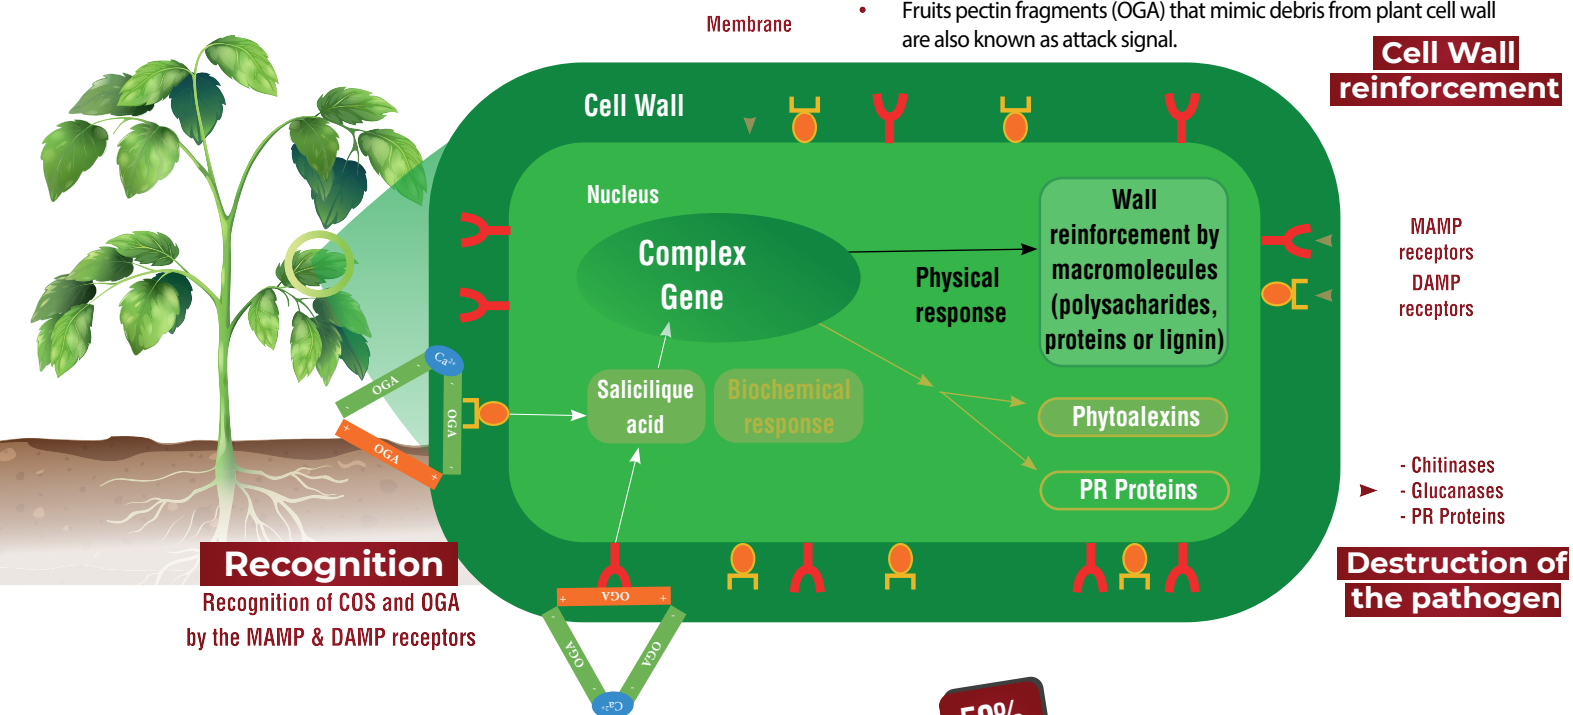 Membrane
• Fruits pectin fragments (OGA) that mimic debris from plant cell wall
are also known as attack signal.
Cell Wall
reinforcement
Cell Wall
Nucleus
Complex
Gene
Physical
response
Wall
reinforcement by
macromolecules
(polysacharides,
proteins or lignin)
MAMP
receptors
DAMP
receptors
Ca²⁺
- OGA -
- OGA -
+ OGA +
Salicilique
acid
Biochemical
response
Phytoalexins
PR Proteins
- Chitinases
- Glucanases
- PR Proteins
Recognition
Recognition of COS and OGA
by the MAMP & DAMP receptors
Destruction of
the pathogen
+ OGA +
- OGA -
- OGA -
Ca²⁺
50%